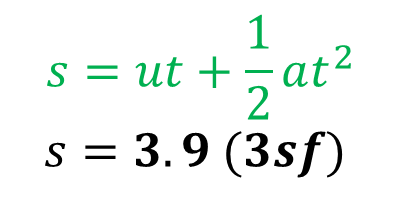 s = ut + 1/2 at²
s = 3.9 (3sf)